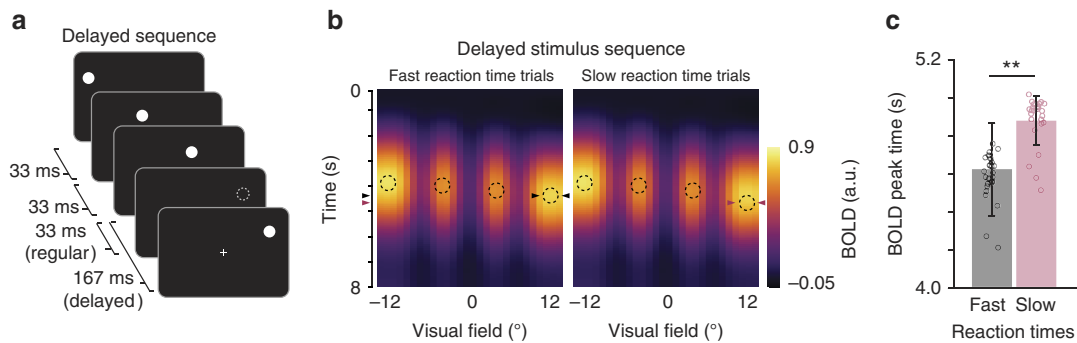 a
Delayed sequence
33 ms
33 ms
33 ms
(regular)
167 ms
(delayed)
b
Delayed stimulus sequence
Fast reaction time trials
Slow reaction time trials
0
Time (s)
8
−12
0
12
−12
0
12
Visual field (°)
Visual field (°)
0.9
BOLD (a.u.)
−0.05
c
5.2
**
BOLD peak time (s)
4.0
Fast Slow
Reaction times